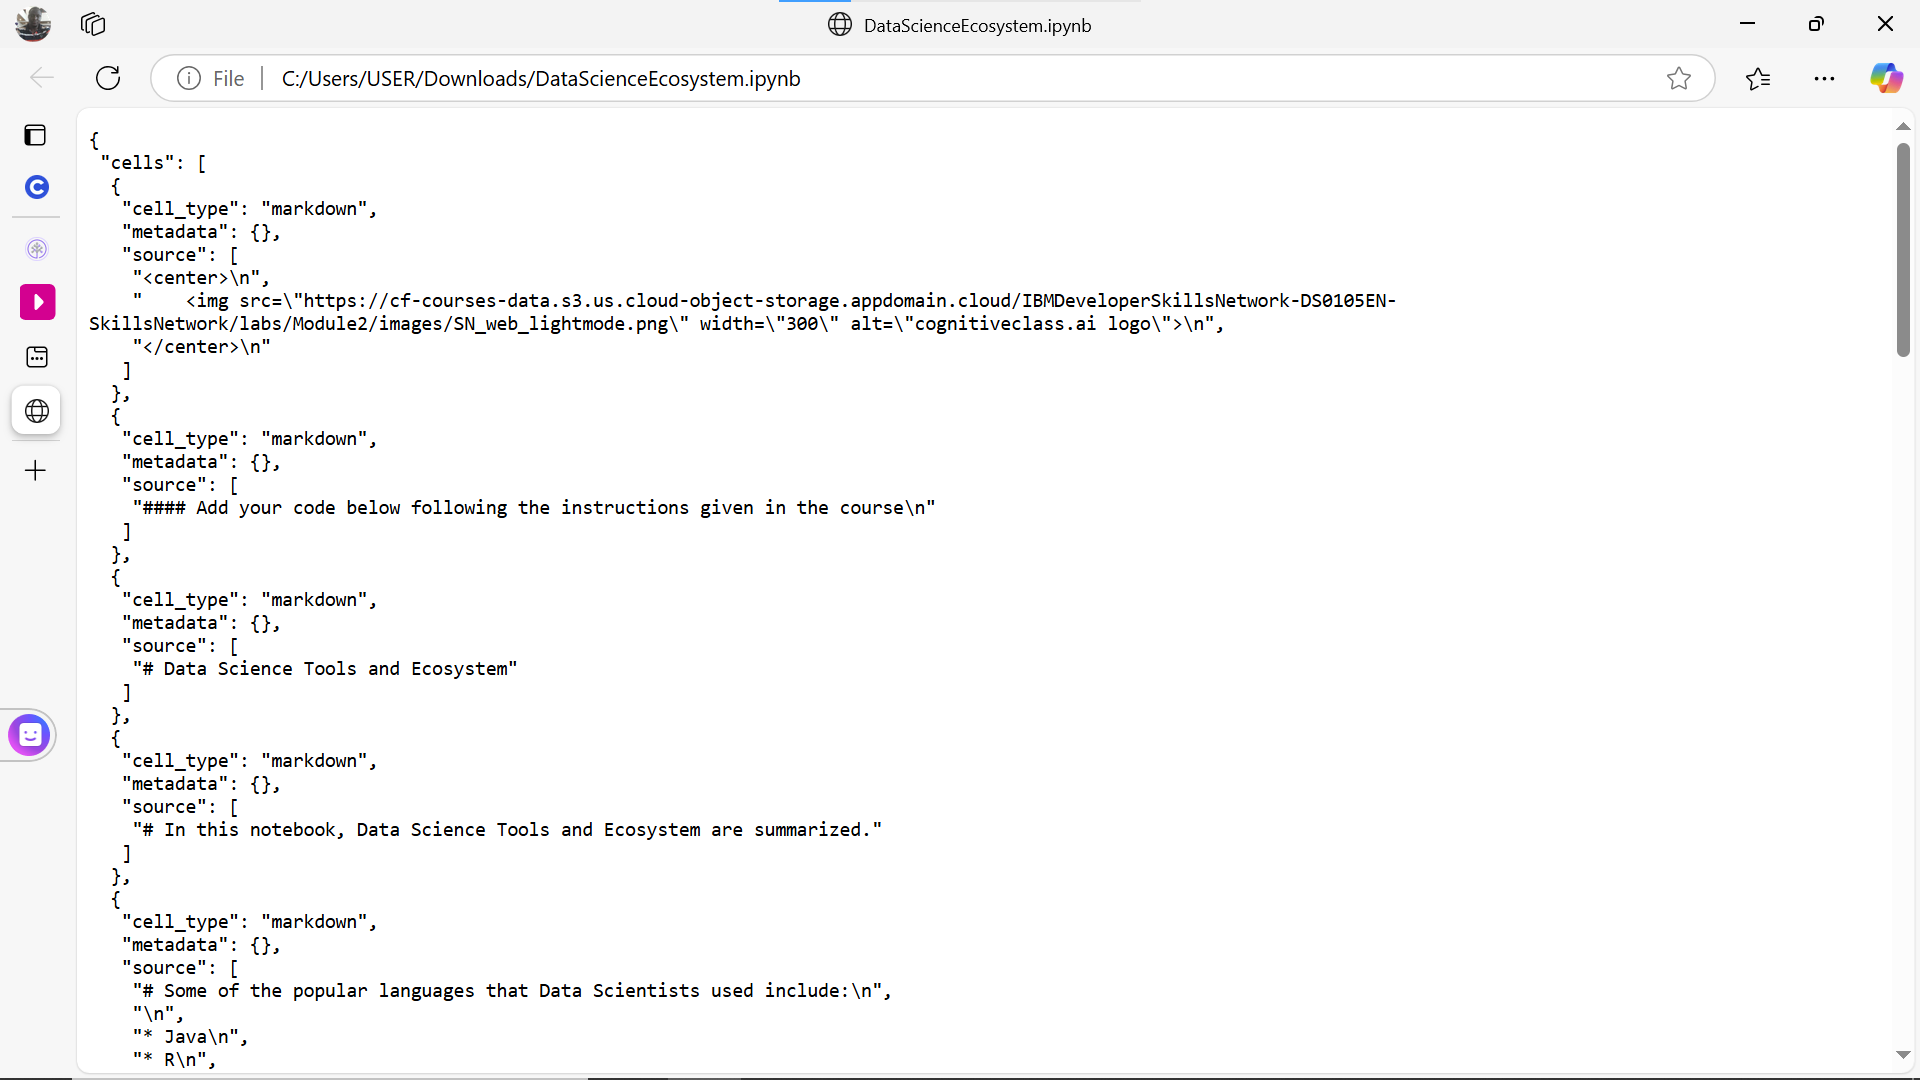 DataScienceEcosystem.ipynb
File
C:/Users/USER/Downloads/DataScienceEcosystem.ipynb
{
 "cells": [
  {
   "cell_type": "markdown",
   "metadata": {},
   "source": [
    "<center>\n",
    "    <img src=\"https://cf-courses-data.s3.us.cloud-object-storage.appdomain.cloud/IBMDeveloperSkillsNetwork-DS0105EN-
SkillsNetwork/labs/Module2/images/SN_web_lightmode.png\" width=\"300\" alt=\"cognitiveclass.ai logo\">\n",
    "</center>\n"
   ]
  },
  {
   "cell_type": "markdown",
   "metadata": {},
   "source": [
    "#### Add your code below following the instructions given in the course\n"
   ]
  },
  {
   "cell_type": "markdown",
   "metadata": {},
   "source": [
    "# Data Science Tools and Ecosystem"
   ]
  },
  {
   "cell_type": "markdown",
   "metadata": {},
   "source": [
    "# In this notebook, Data Science Tools and Ecosystem are summarized."
   ]
  },
  {
   "cell_type": "markdown",
   "metadata": {},
   "source": [
    "# Some of the popular languages that Data Scientists used include:\n",
    "\n",
    "* Java\n",
    "* R\n",